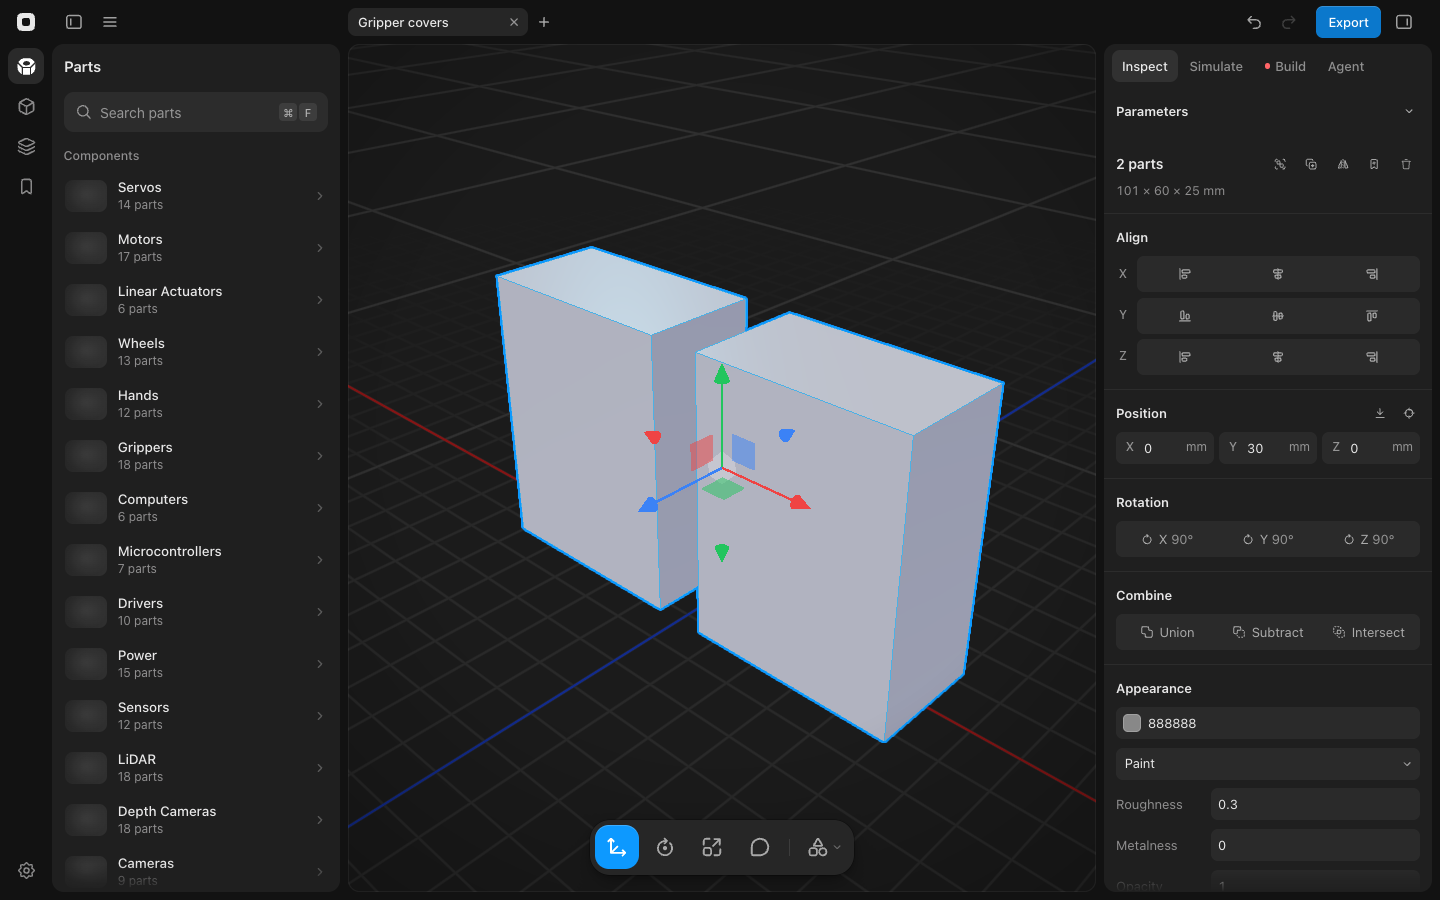 Gripper covers
Export
Parts
Search parts
⌘ F
Components
Servos
14 parts
Motors
17 parts
Linear Actuators
6 parts
Wheels
13 parts
Hands
12 parts
Grippers
18 parts
Computers
6 parts
Microcontrollers
7 parts
Drivers
10 parts
Power
15 parts
Sensors
12 parts
LiDAR
18 parts
Depth Cameras
18 parts
Cameras
9 parts
Inspect Simulate Build Agent
Parameters
2 parts
101 × 60 × 25 mm
Align
X
Y
Z
Position
X 0 mm Y 30 mm Z 0 mm
Rotation
X 90° Y 90° Z 90°
Combine
Union Subtract Intersect
Appearance
888888
Paint
Roughness 0.3
Metalness 0
Opacity 1